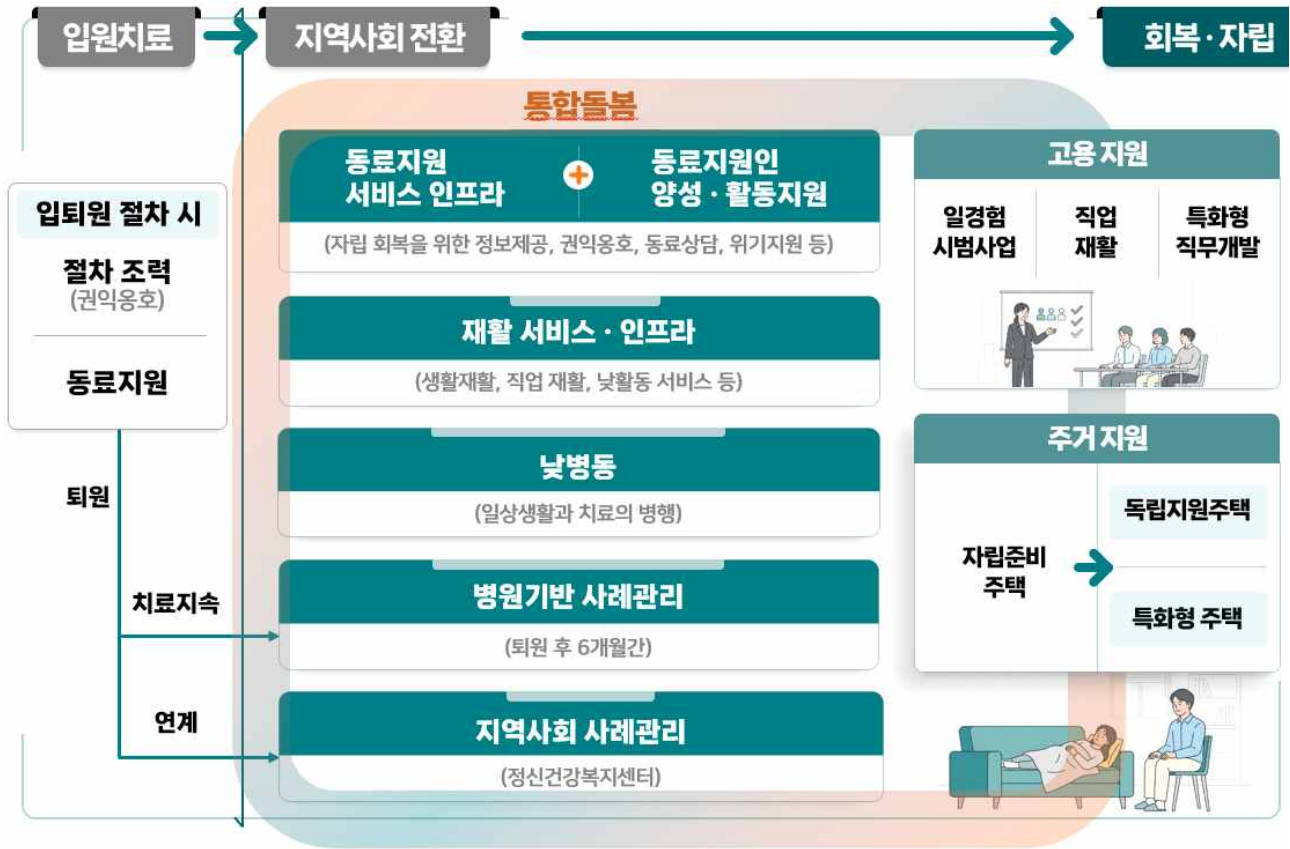 입원치료
지역사회 전환
회복·자립
통합돌봄
입퇴원 절차 시
절차 조력
(권익옹호)
동료지원
퇴원
치료지속
연계
동료지원
서비스 인프라
동료지원인
양성·활동지원
(자립 회복을 위한 정보제공, 권익옹호, 동료상담, 위기지원 등)
재활 서비스·인프라
(생활재활, 직업 재활, 낮활동 서비스 등)
낮병동
(일상생활과 치료의 병행)
병원기반 사례관리
(퇴원 후 6개월간)
지역사회 사례관리
(정신건강복지센터)
고용 지원
일경험
시범사업
직업
재활
특화형
직무개발
주거 지원
자립준비
주택
독립지원주택
특화형 주택